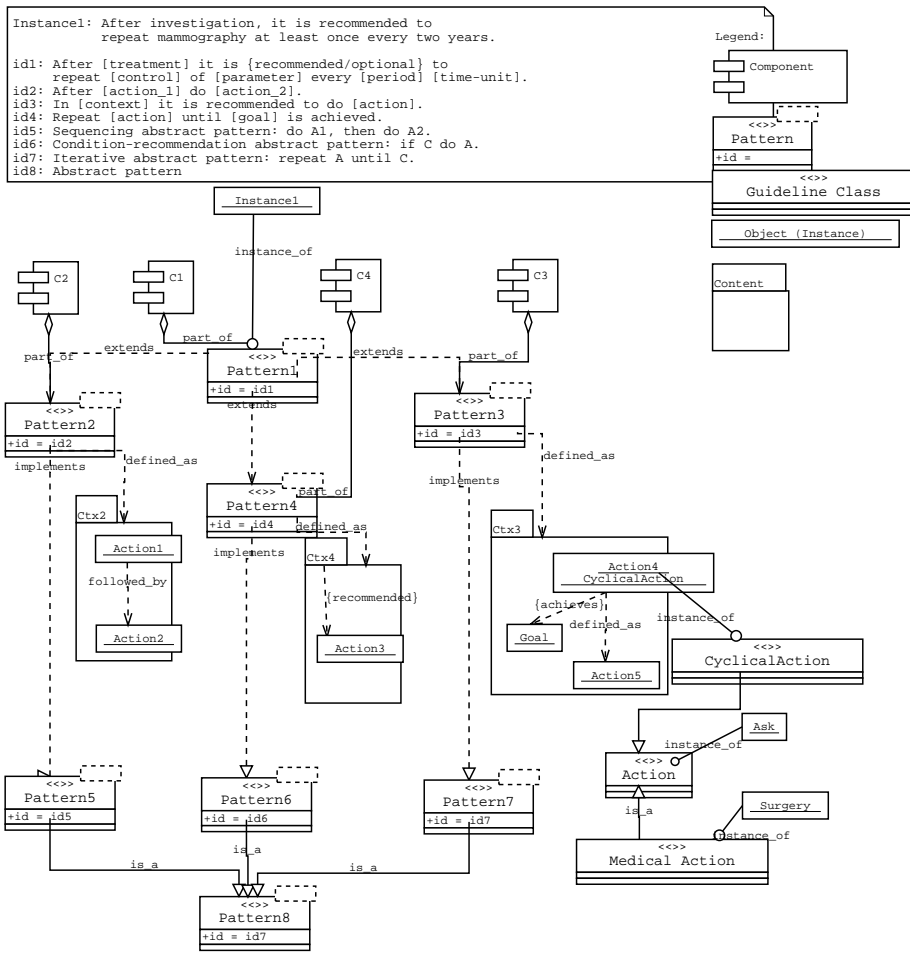 Instance1: After investigation, it is recommended to
repeat mammography at least once every two years.
id1: After [treatment] it is {recommended/optional} to
repeat [control] of [parameter] every [period] [time-unit].
id2: After [action_1] do [action_2].
id3: In [context] it is recommended to do [action].
id4: Repeat [action] until [goal] is achieved.
id5: Sequencing abstract pattern: do A1, then do A2.
id6: Condition-recommendation abstract pattern: if C do A.
id7: Iterative abstract pattern: repeat A until C.
id8: Abstract pattern
Legend:
Component
<<>>
Pattern
+id =
<<>>
Guideline Class
Object (Instance)
Content
Instance1
instance_of
C2
C1
C4
C3
part_of
part_of
part_of
extends
extends
<<>>
Pattern1
+id = id1
extends
<<>>
Pattern2
+id = id2
implements
defined_as
<<>>
Pattern3
+id = id3
implements
defined_as
<<>>
Pattern4
part_of
+id = id4
implements
defined_as
Ctx2
Action1
followed_by
Action2
Ctx4
{recommended}
Action3
Ctx3
Action4
CyclicalAction
{achieves}
defined_as
Goal
Action5
instance_of
<<>>
CyclicalAction
Ask
instance_of
<<>>
Action
is_a
Surgery
instance_of
<<>>
Medical Action
<<>>
Pattern5
+id = id5
<<>>
Pattern6
+id = id6
<<>>
Pattern7
+id = id7
is_a
is_a
is_a
<<>>
Pattern8
+id = id7